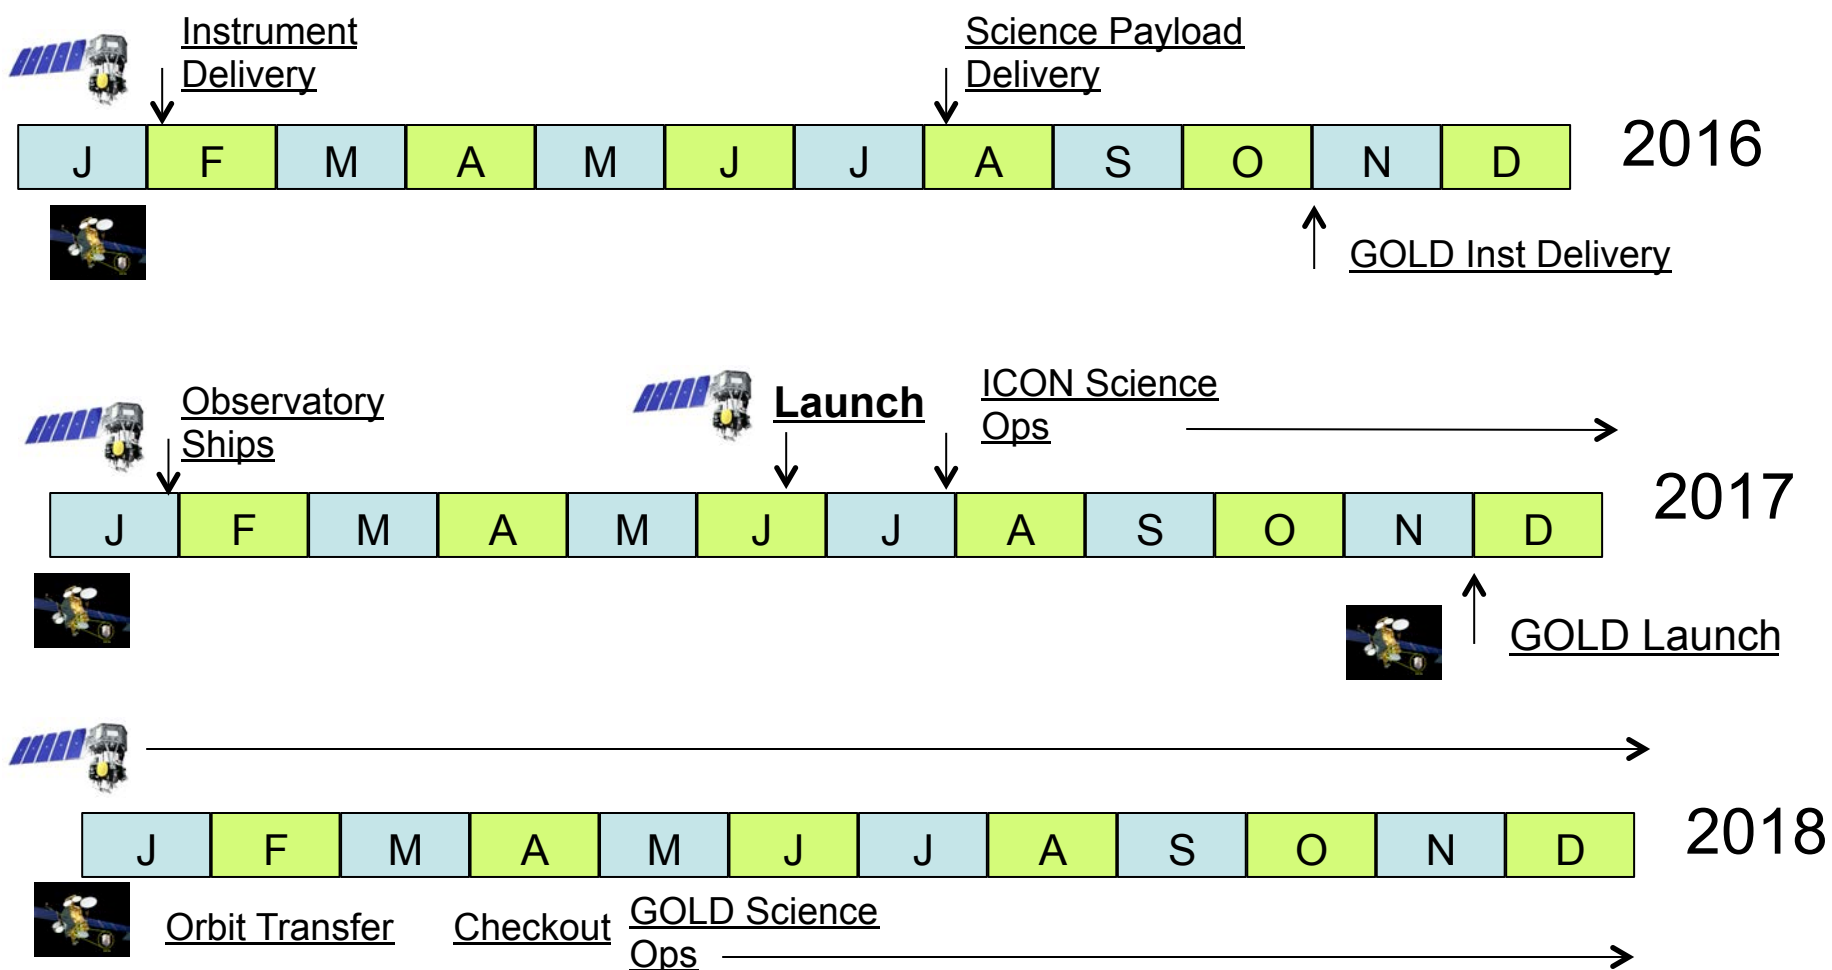 Instrument
Delivery
Science Payload
Delivery
J F M A M J J A S O N D
2016
GOLD Inst Delivery
Observatory
Ships
Launch
ICON Science
Ops
J F M A M J J A S O N D
2017
GOLD Launch
J F M A M J J A S O N D
2018
Orbit Transfer
Checkout
GOLD Science
Ops